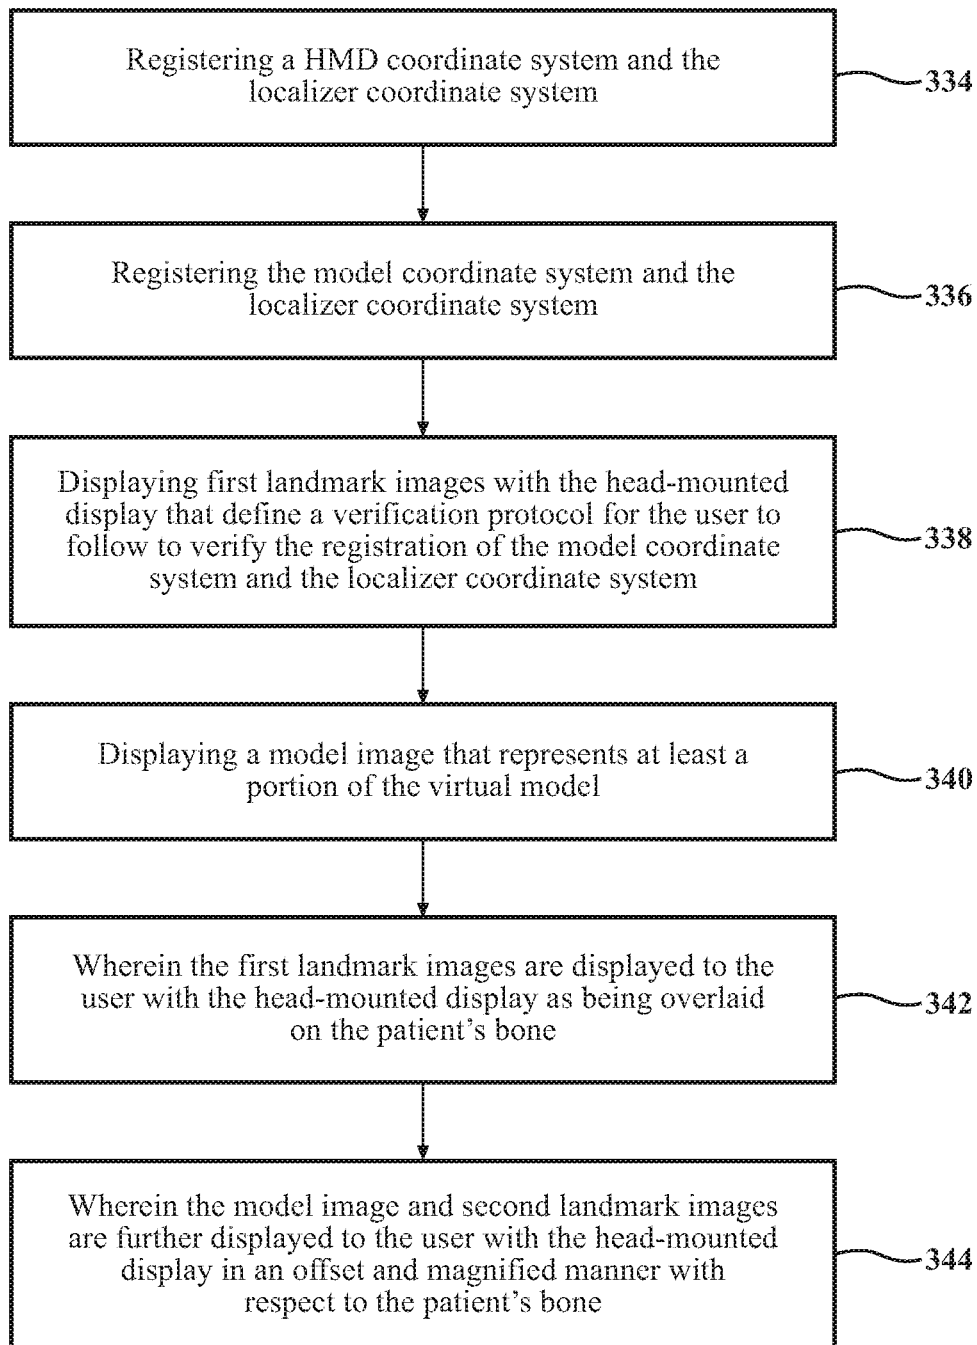 Registering a HMD coordinate system and the
localizer coordinate system
334
Registering the model coordinate system and the
localizer coordinate system
336
Displaying first landmark images with the head-mounted
display that define a verification protocol for the user to
follow to verify the registration of the model coordinate
system and the localizer coordinate system
338
Displaying a model image that represents at least a
portion of the virtual model
340
Wherein the first landmark images are displayed to the
user with the head-mounted display as being overlaid
on the patient's bone
342
Wherein the model image and second landmark images
are further displayed to the user with the head-mounted
display in an offset and magnified manner with
respect to the patient's bone
344